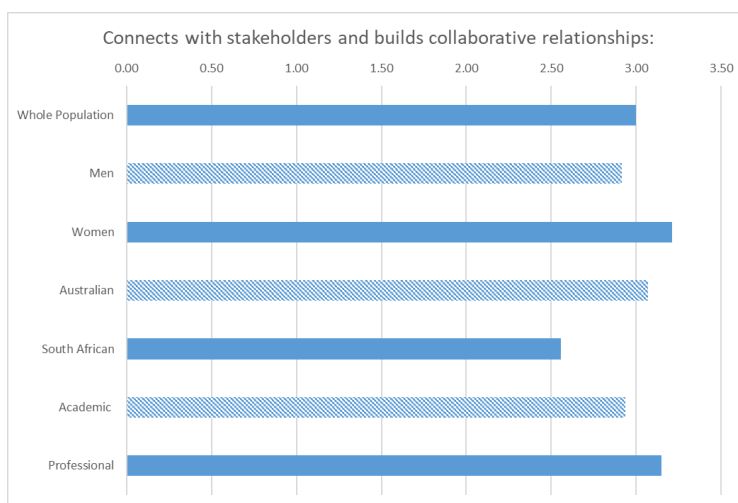 Connects with stakeholders and builds collaborative relationships:
0.00 0.50 1.00 1.50 2.00 2.50 3.00 3.50
Whole Population
Men
Women
Australian
South African
Academic
Professional